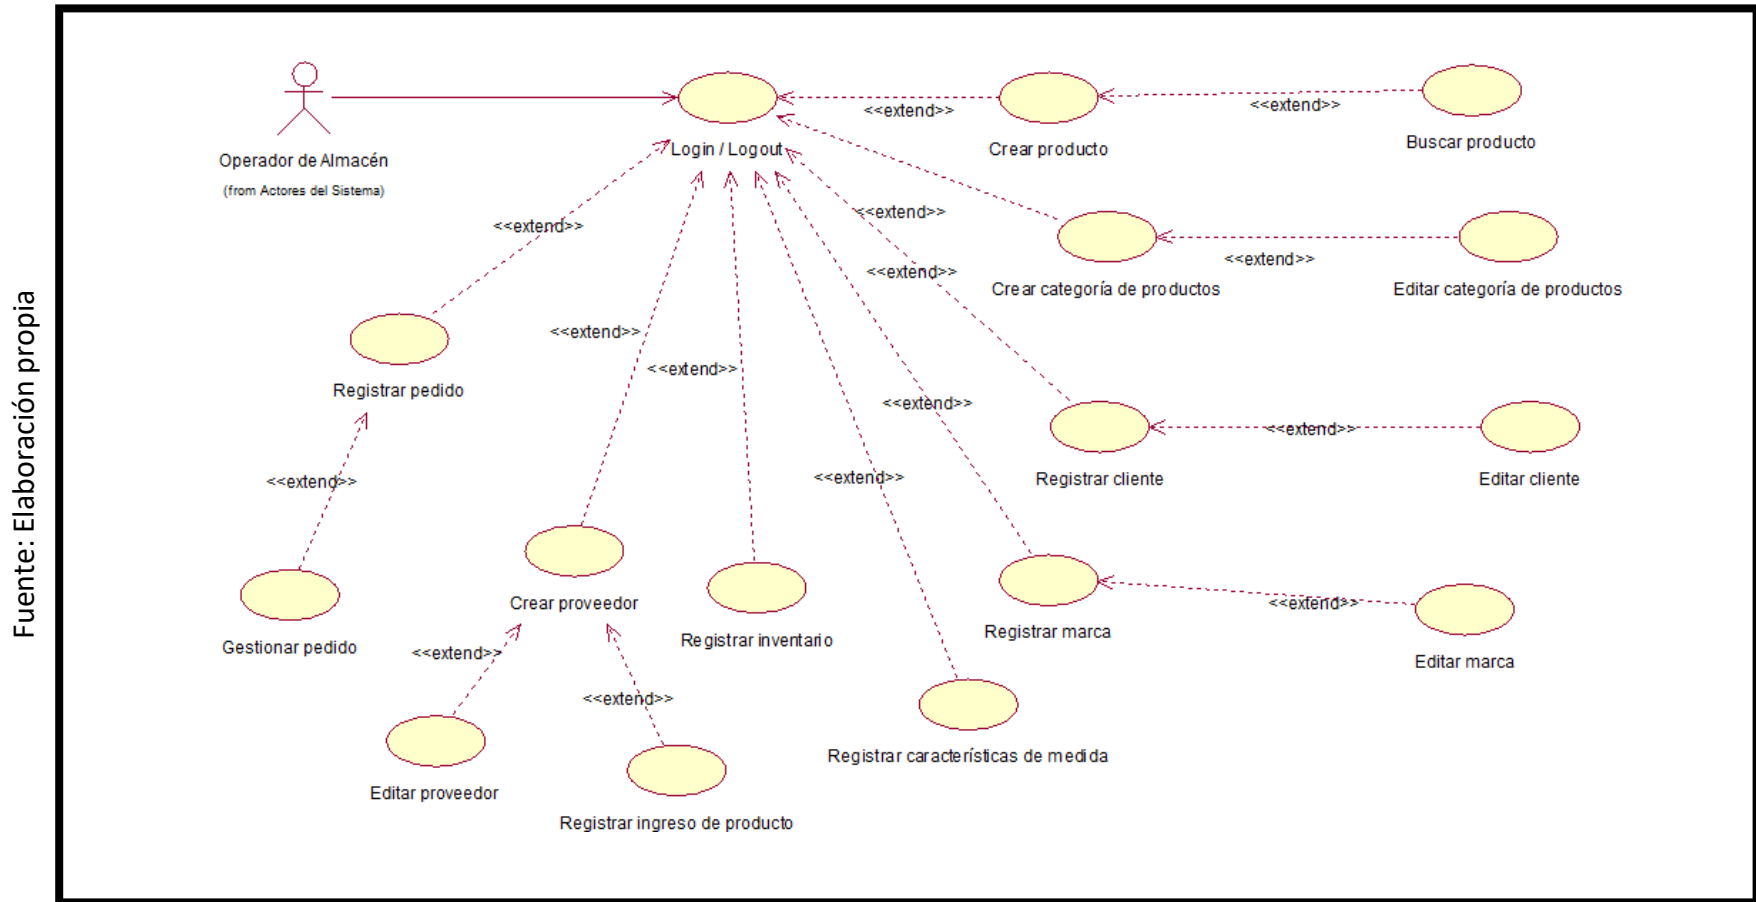 Fuente: Elaboración propia
Operador de Almacén
(from Actores del Sistema)
Login / Logout
<<extend>>
Crear producto
<<extend>>
Buscar producto
<<extend>>
<<extend>>
Crear categoría de productos
<<extend>>
Editar categoría de productos
<<extend>>
<<extend>>
Registrar pedido
<<extend>>
<<extend>>
<<extend>>
Registrar cliente
<<extend>>
Editar cliente
<<extend>>
<<extend>>
Gestionar pedido
Crear proveedor
Registrar inventario
Registrar marca
<<extend>>
Editar marca
<<extend>>
<<extend>>
Registrar características de medida
Editar proveedor
Registrar ingreso de producto